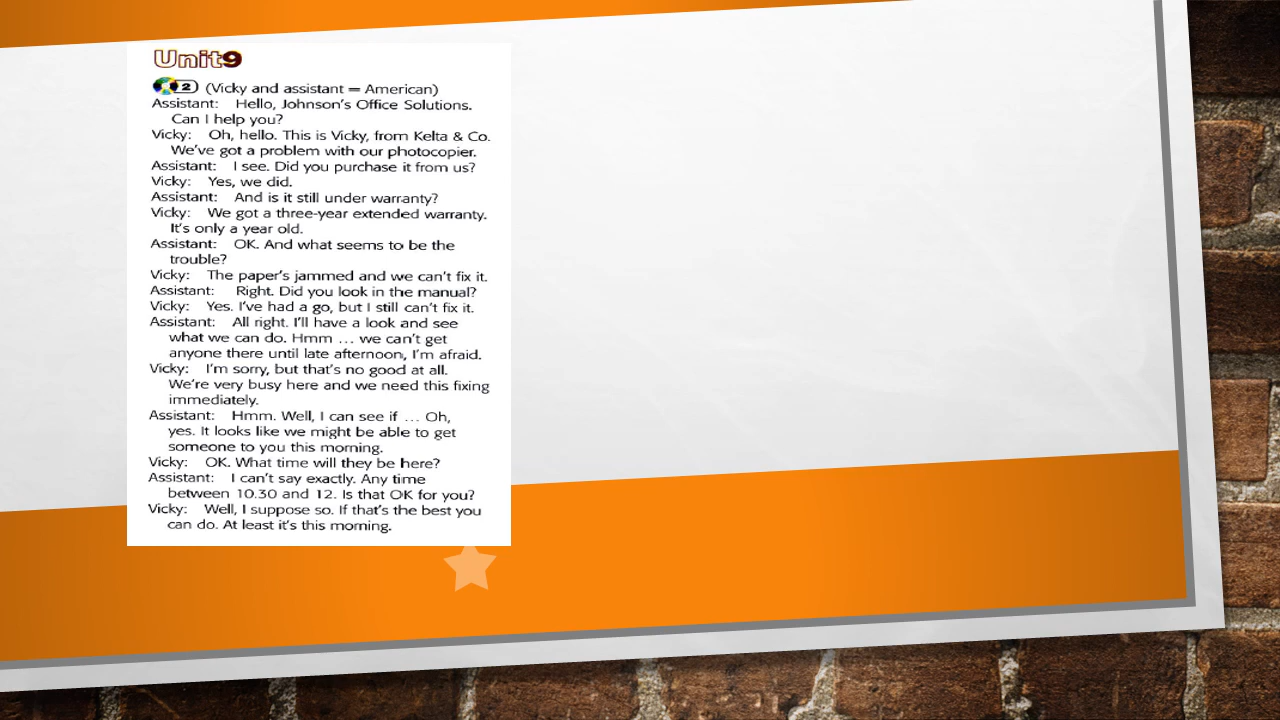 Unit9
2 (Vicky and assistant = American)
Assistant: Hello, Johnson's Office Solutions.
Can I help you?
Vicky: Oh, hello. This is Vicky, from Kelta & Co.
We've got a problem with our photocopier.
Assistant: I see. Did you purchase it from us?
Vicky: Yes, we did.
Assistant: And is it still under warranty?
Vicky: We got a three-year extended warranty.
It's only a year old.
Assistant: OK. And what seems to be the
trouble?
Vicky: The paper's jammed and we can't fix it.
Assistant: Right. Did you look in the manual?
Vicky: Yes. I've had a go, but I still can't fix it.
Assistant: All right. I'll have a look and see
what we can do. Hmm … we can't get
anyone there until late afternoon, I'm afraid.
Vicky: I'm sorry, but that's no good at all.
We're very busy here and we need this fixing
immediately.
Assistant: Hmm. Well, I can see if … Oh,
yes. It looks like we might be able to get
someone to you this morning.
Vicky: OK. What time will they be here?
Assistant: I can't say exactly. Any time
between 10.30 and 12. Is that OK for you?
Vicky: Well, I suppose so. If that's the best you
can do. At least it's this morning.